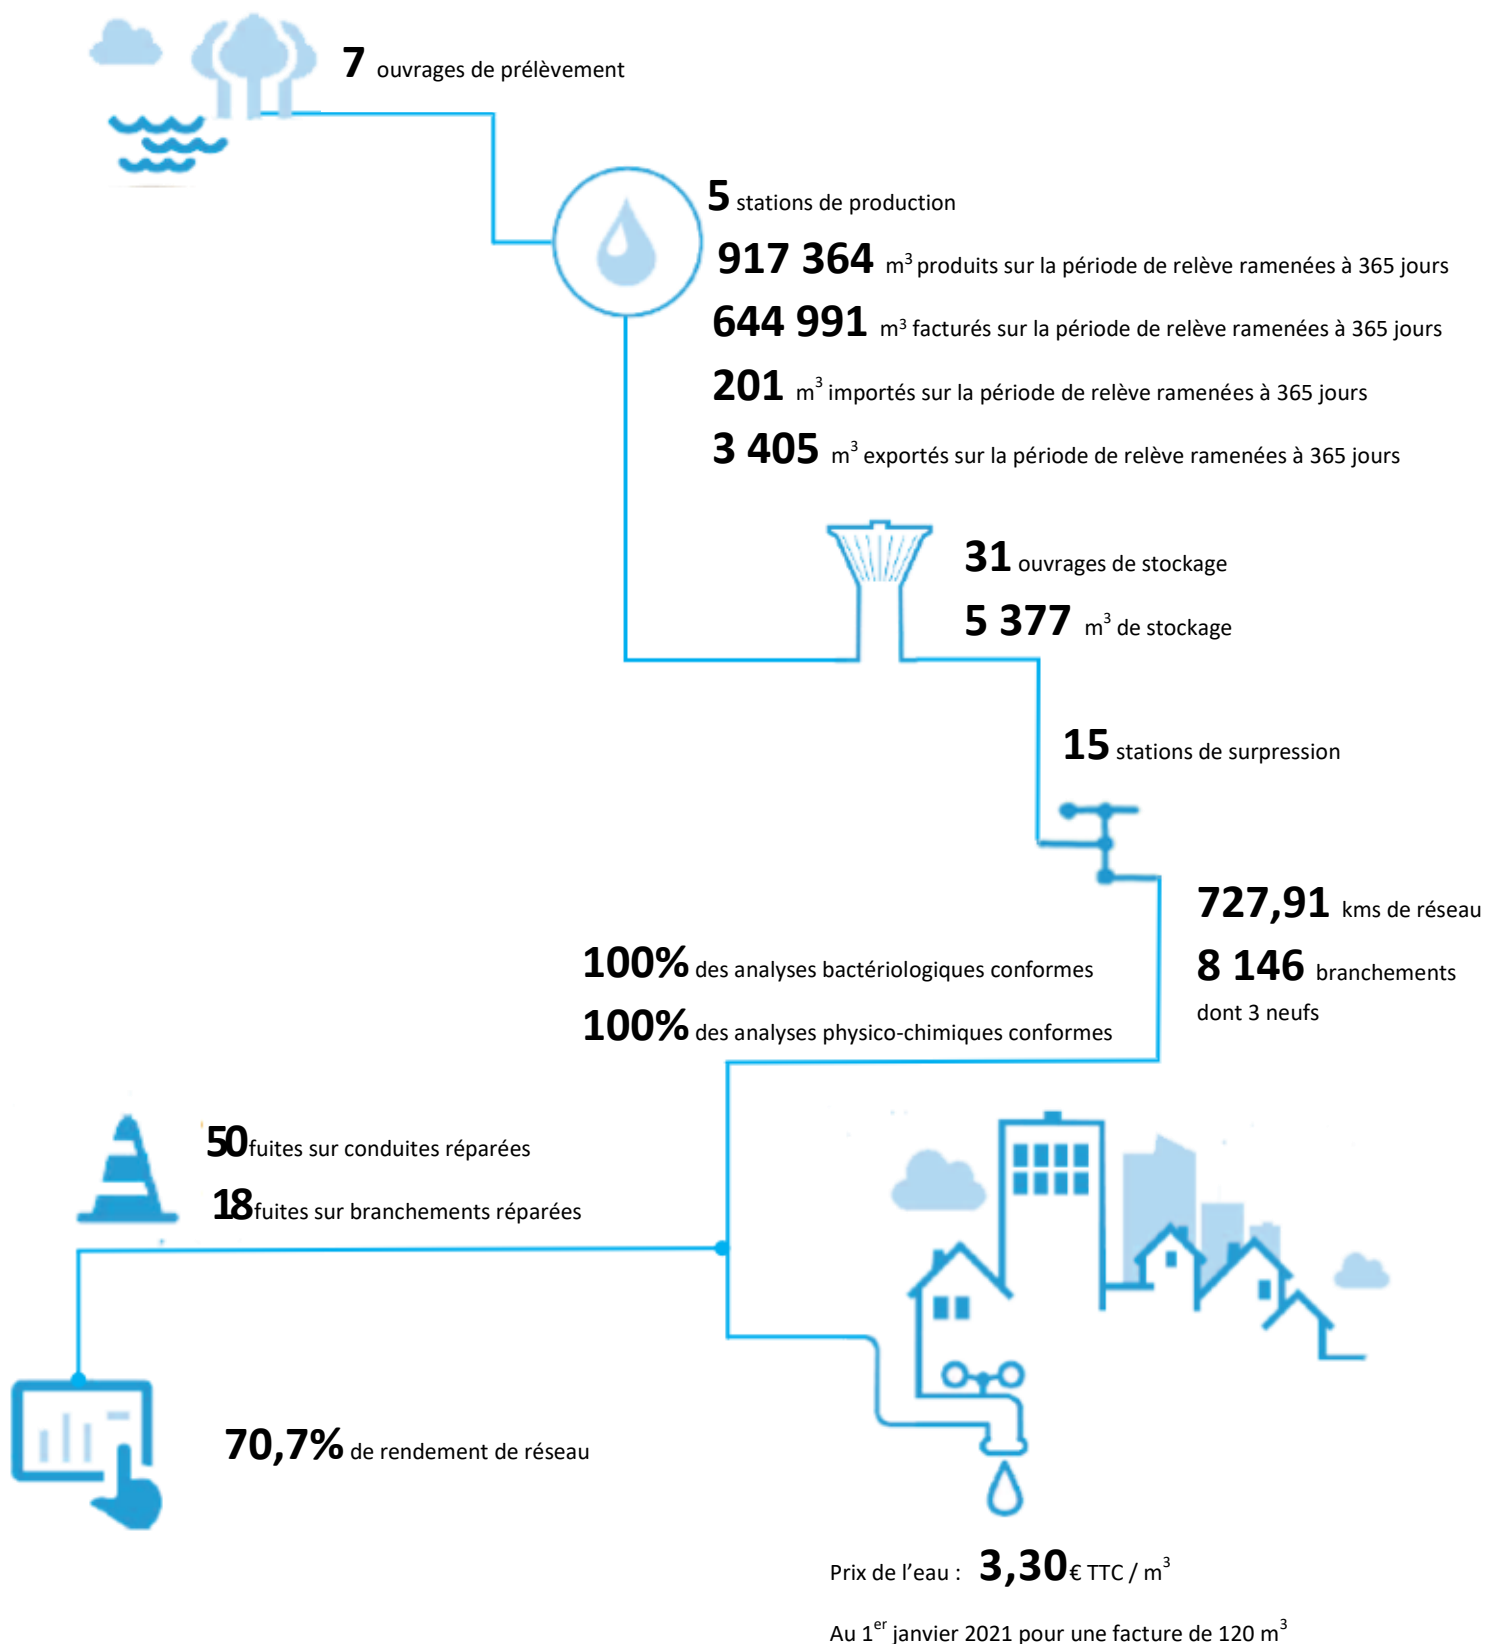 7 ouvrages de prélèvement
5 stations de production
917 364 m³ produits sur la période de relève ramenées à 365 jours
644 991 m³ facturés sur la période de relève ramenées à 365 jours
201 m³ importés sur la période de relève ramenées à 365 jours
3 405 m³ exportés sur la période de relève ramenées à 365 jours
31 ouvrages de stockage
5 377 m³ de stockage
15 stations de surpression
727,91 kms de réseau
8 146 branchements
dont 3 neufs
100% des analyses bactériologiques conformes
100% des analyses physico-chimiques conformes
50 fuites sur conduites réparées
18 fuites sur branchements réparées
70,7% de rendement de réseau
Prix de l’eau : 3,30 € TTC / m³
Au 1er janvier 2021 pour une facture de 120 m³